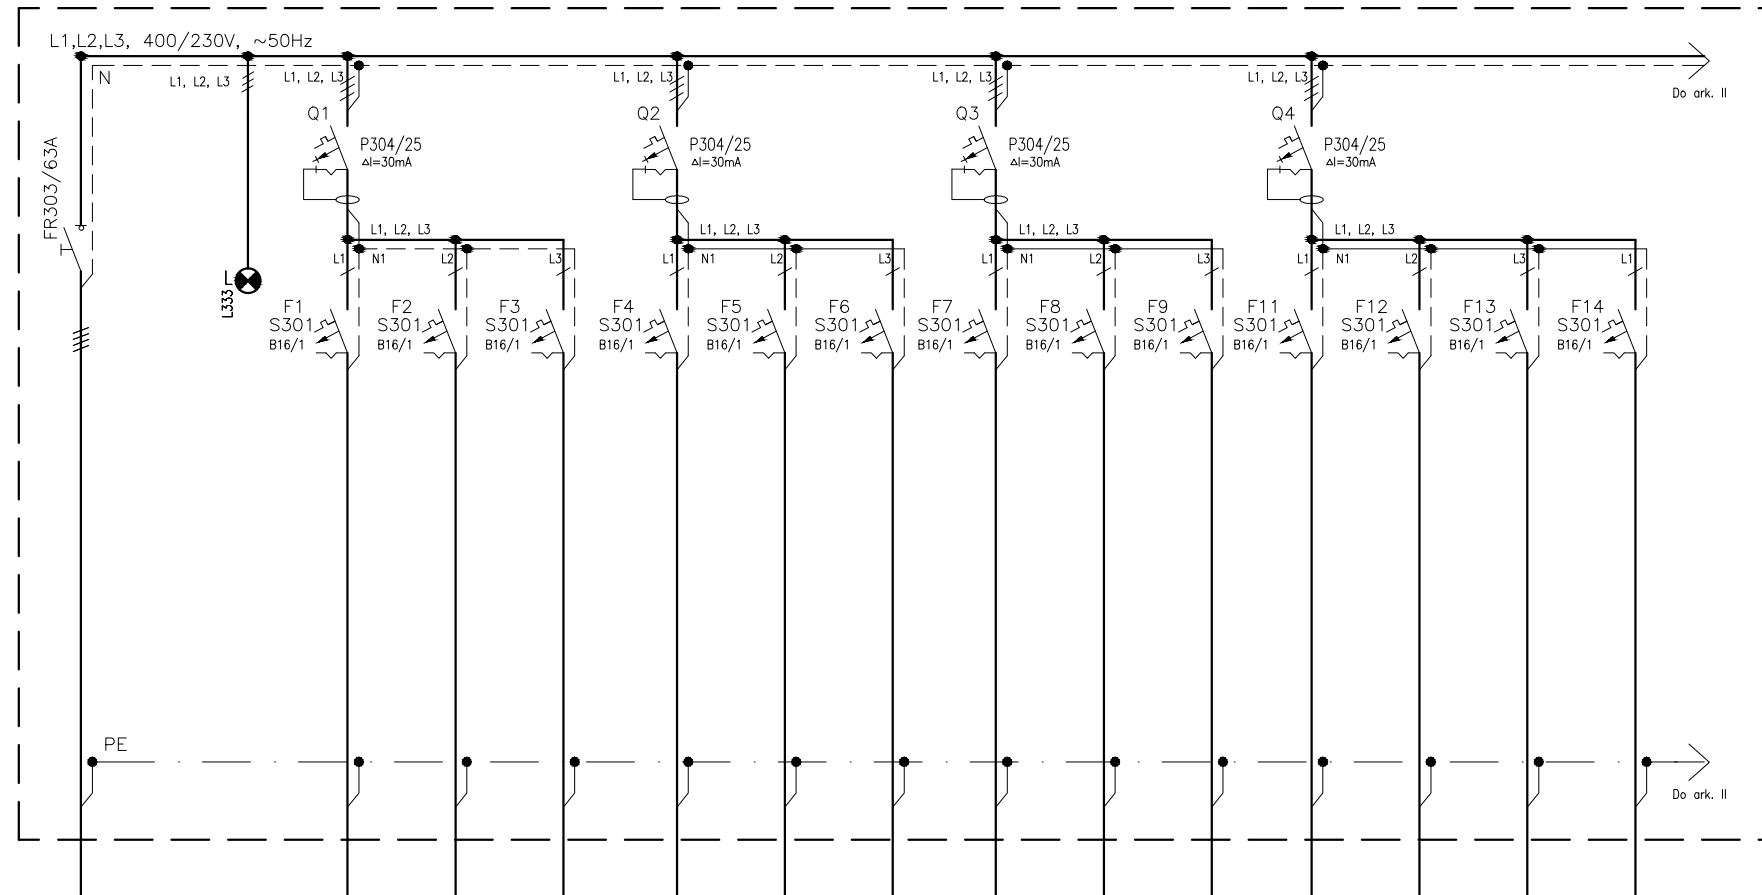 L1,L2,L3, 400/230V, ~50Hz
N
L1, L2, L3
L1, L2, L3
L1, L2, L3
L1, L2, L3
L1, L2, L3
Do ark. II
Q1
Q2
Q3
Q4
P304/25
ΔI=30mA
P304/25
ΔI=30mA
P304/25
ΔI=30mA
P304/25
ΔI=30mA
FR303/63A
L1, L2, L3
L1, L2, L3
L1, L2, L3
L1, L2, L3
L1
N1
L2
L3
L1
N1
L2
L3
L1
N1
L2
L3
L1
N1
L2
L3
L1
L
L333
F1
S301
B16/1
F2
S301
B16/1
F3
S301
B16/1
F4
S301
B16/1
F5
S301
B16/1
F6
S301
B16/1
F7
S301
B16/1
F8
S301
B16/1
F9
S301
B16/1
F11
S301
B16/1
F12
S301
B16/1
F13
S301
B16/1
F14
S301
B16/1
PE
Do ark. II